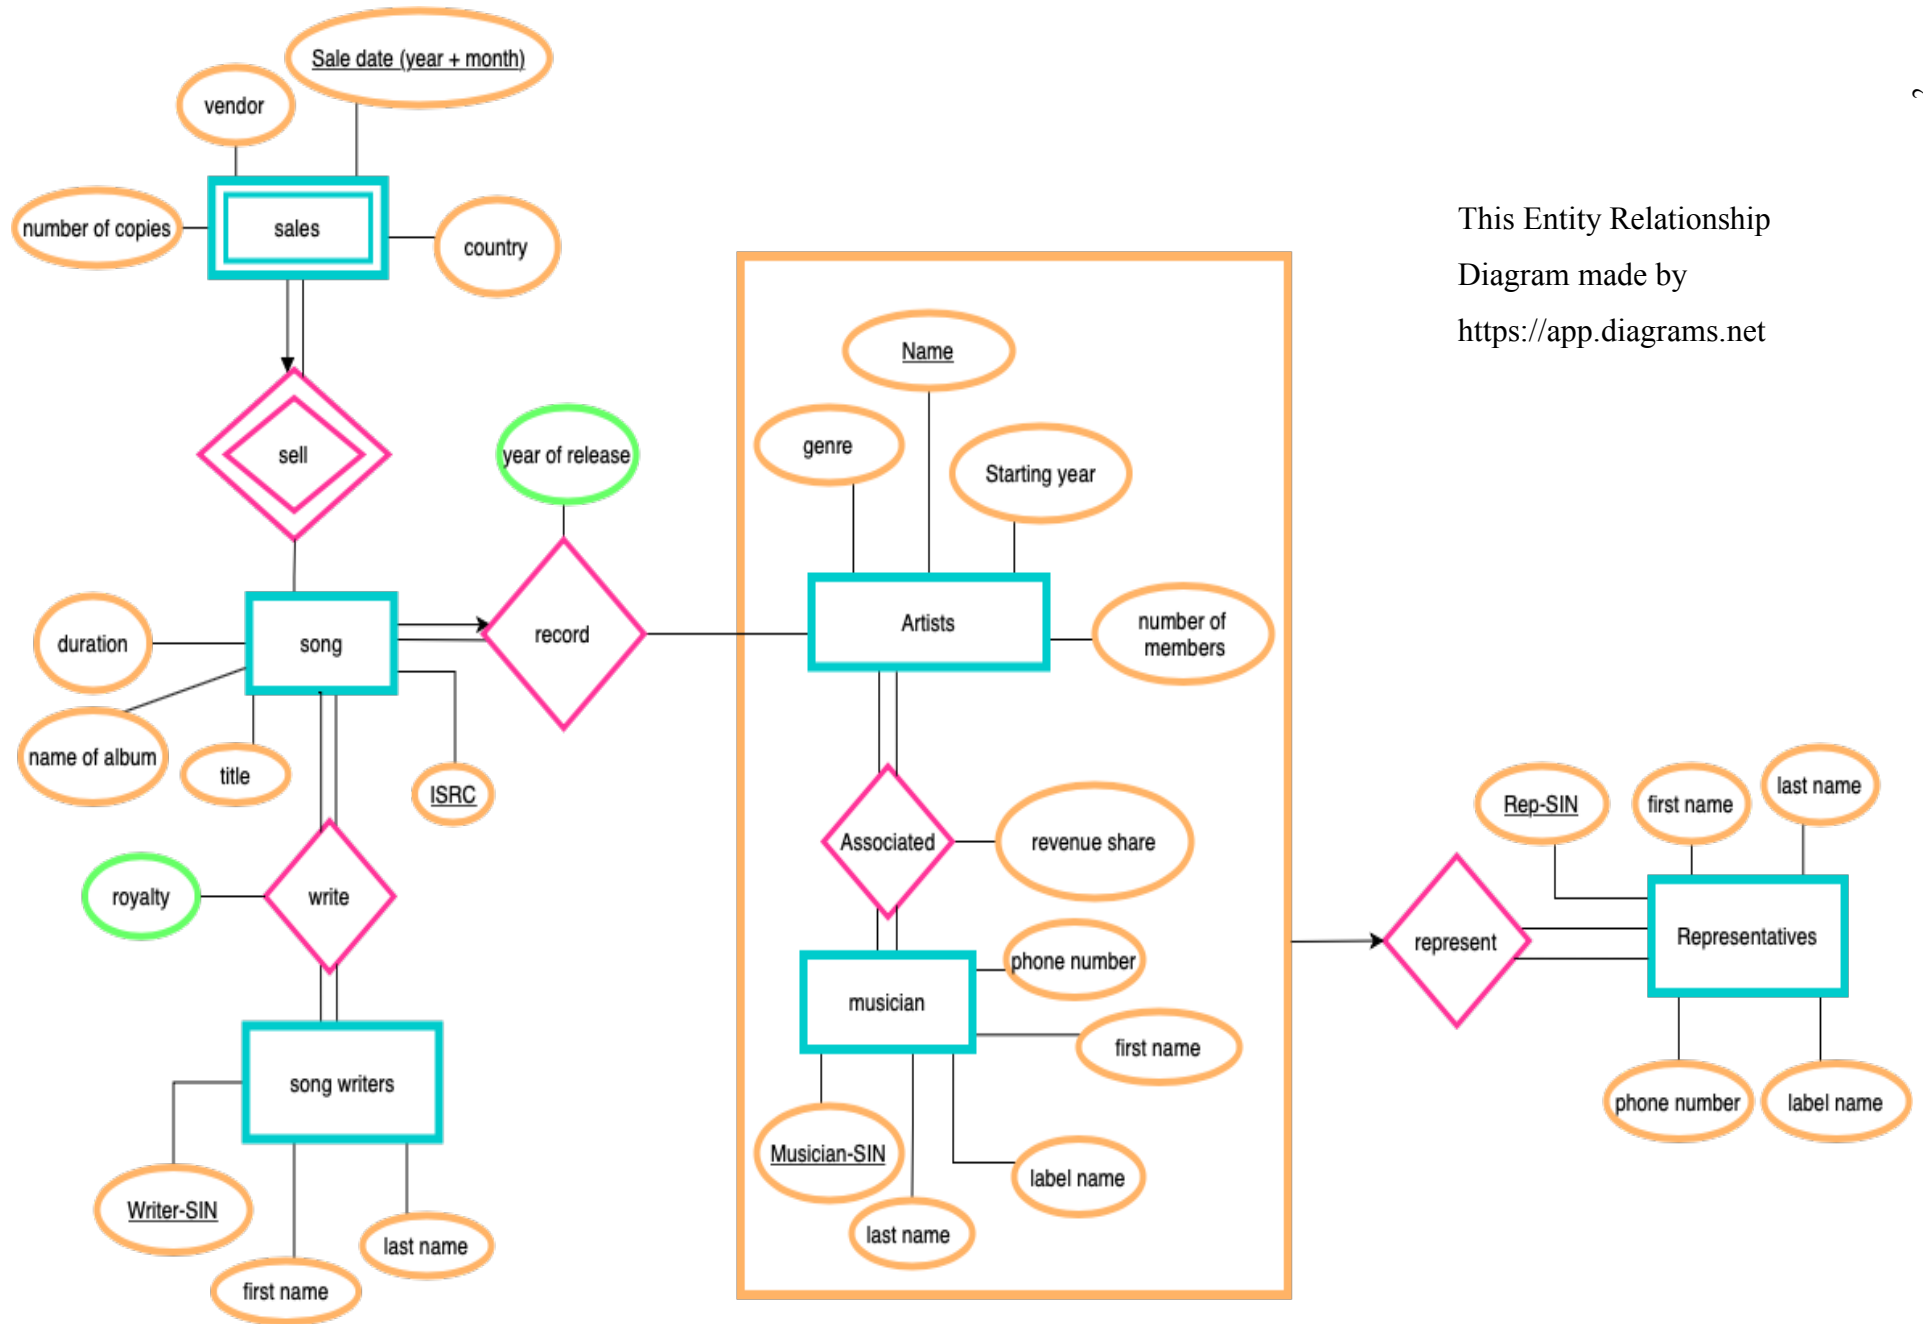 Sale date (year + month)
vendor
number of copies
sales
country
This Entity Relationship
Diagram made by
https://app.diagrams.net
2
Name
genre
Starting year
sell
year of release
duration
song
record
Artists
number of
members
name of album
title
ISRC
Associated
revenue share
Rep-SIN
first name
last name
royalty
write
represent
Representatives
phone number
musician
first name
phone number
label name
song writers
Musician-SIN
label name
last name
Writer-SIN
last name
first name